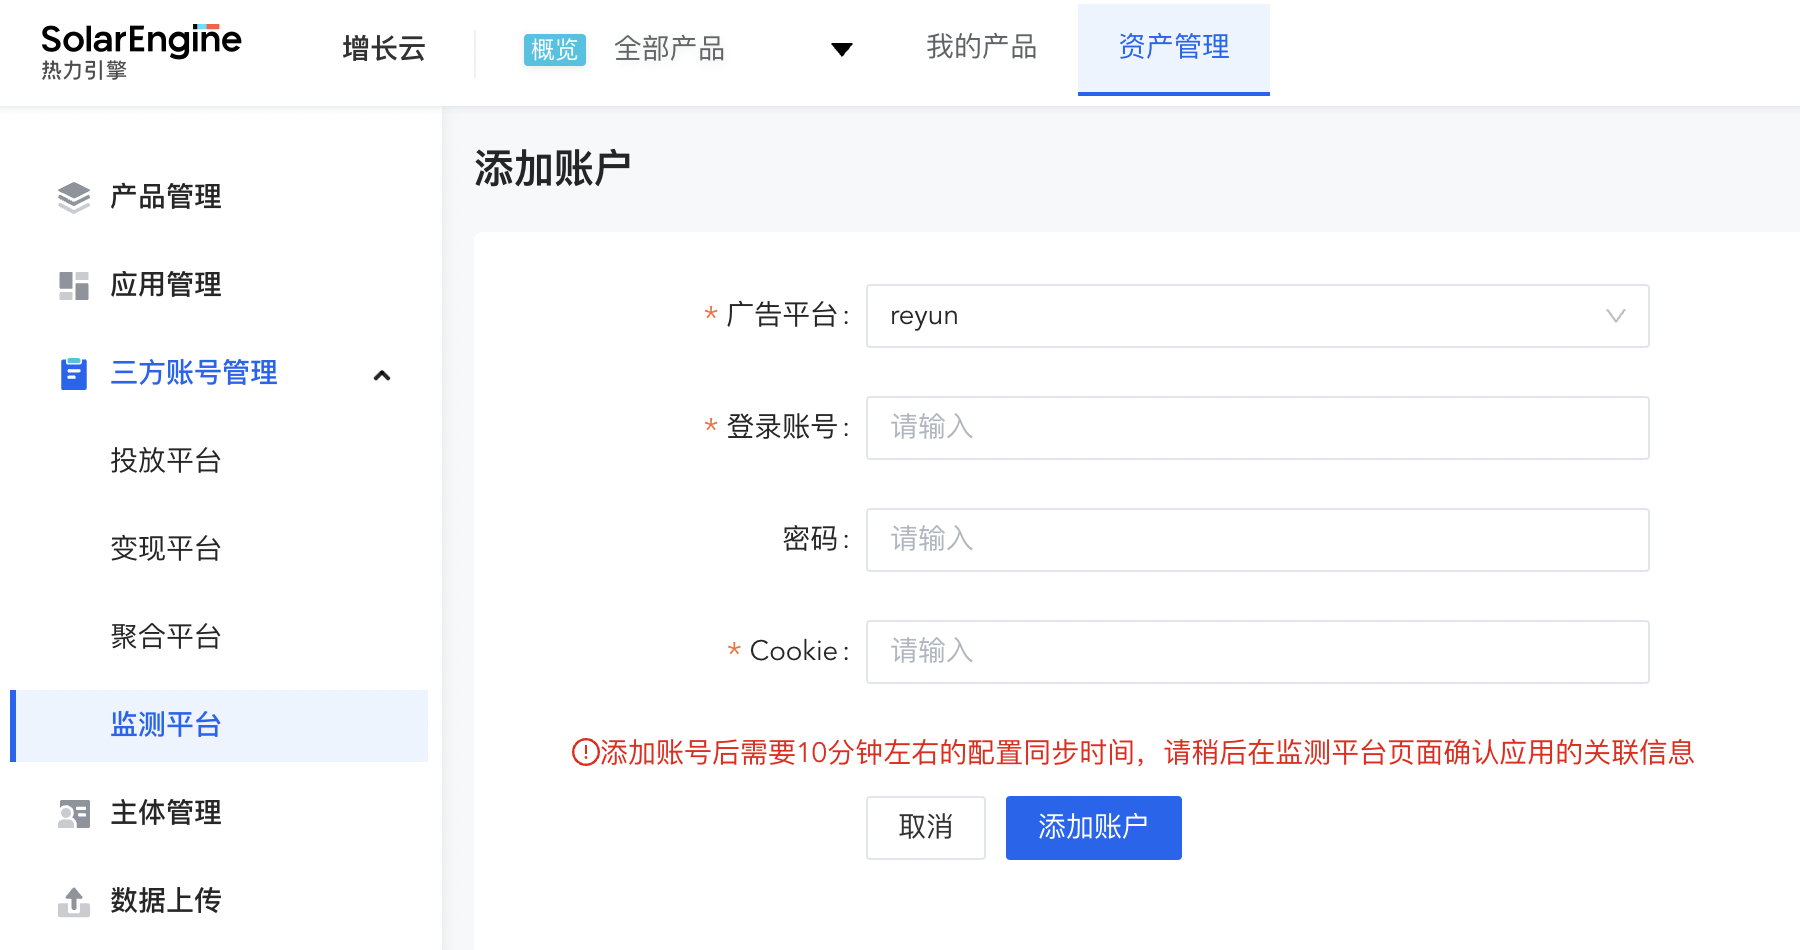 SolarEngine
热力引擎
增长云
概览 全部产品
我的产品
资产管理
产品管理
应用管理
三方账号管理
投放平台
变现平台
聚合平台
监测平台
主体管理
数据上传
添加账户
* 广告平台: reyun
* 登录账号: 请输入
密码: 请输入
* Cookie: 请输入
添加账号后需要10分钟左右的配置同步时间，请稍后在监测平台页面确认应用的关联信息
取消 添加账户